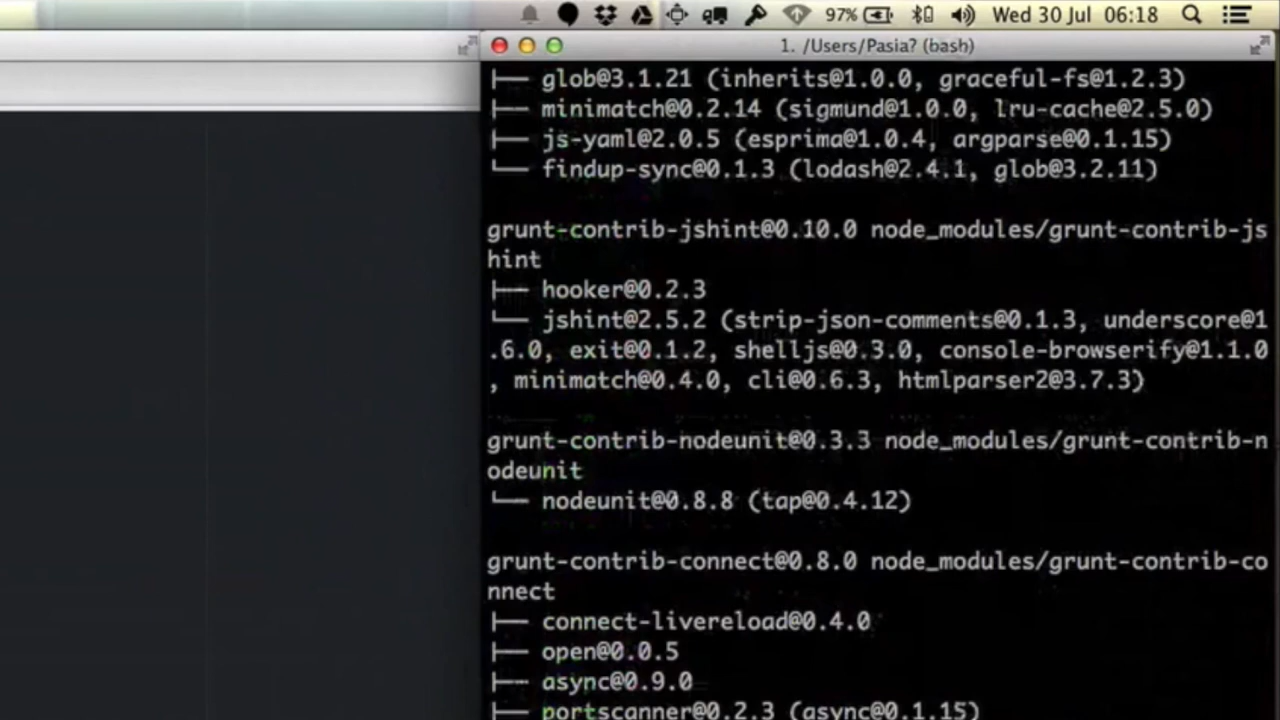 97% Wed 30 Jul 06:18
1. /Users/Pasia? (bash)
├── glob@3.1.21 (inherits@1.0.0, graceful-fs@1.2.3)
├── minimatch@0.2.14 (sigmund@1.0.0, lru-cache@2.5.0)
├── js-yaml@2.0.5 (esprima@1.0.4, argparse@0.1.15)
└── findup-sync@0.1.3 (lodash@2.4.1, glob@3.2.11)
grunt-contrib-jshint@0.10.0 node_modules/grunt-contrib-js
hint
├── hooker@0.2.3
└── jshint@2.5.2 (strip-json-comments@0.1.3, underscore@1
.6.0, exit@0.1.2, shelljs@0.3.0, console-browserify@1.1.0
, minimatch@0.4.0, cli@0.6.3, htmlparser2@3.7.3)
grunt-contrib-nodeunit@0.3.3 node_modules/grunt-contrib-n
odeunit
└── nodeunit@0.8.8 (tap@0.4.12)
grunt-contrib-connect@0.8.0 node_modules/grunt-contrib-co
nnect
├── connect-livereload@0.4.0
├── open@0.0.5
├── async@0.9.0
├── portscanner@0.2.3 (async@0.1.15)